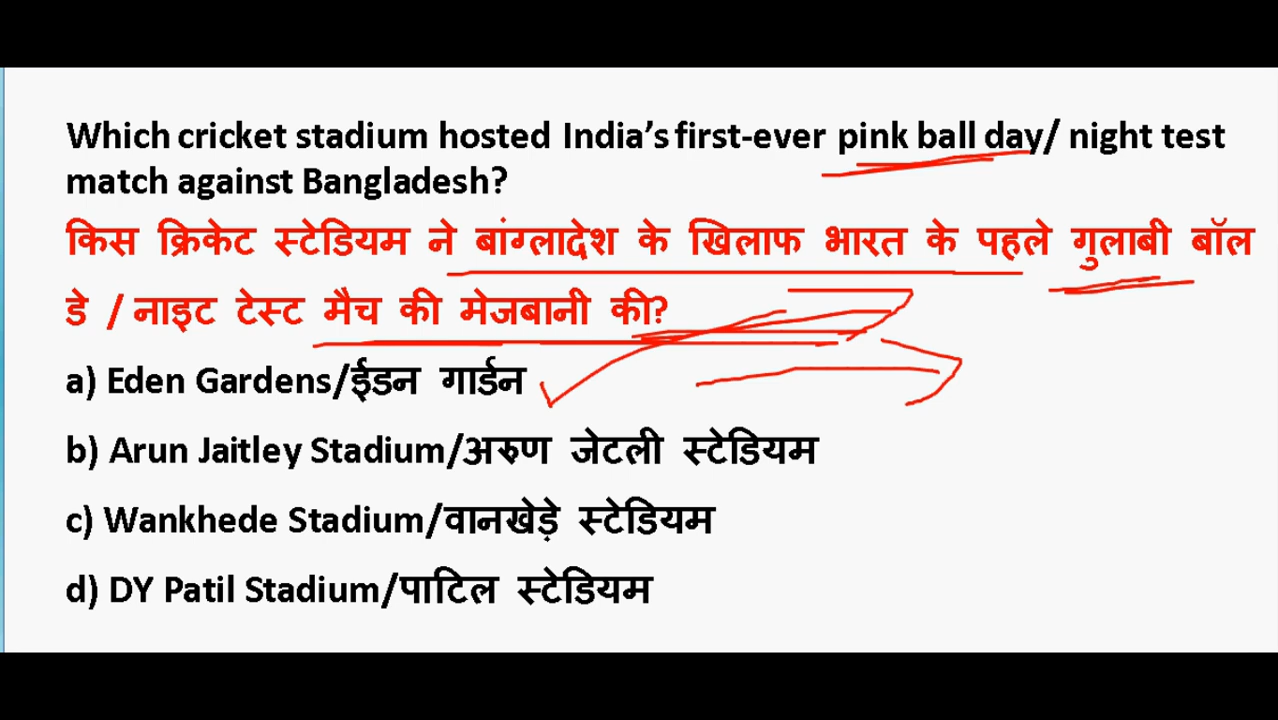 Which cricket stadium hosted India’s first-ever pink ball day/ night test
match against Bangladesh?
किस क्रिकेट स्टेडियम ने बांग्लादेश के खिलाफ भारत के पहले गुलाबी बॉल
डे / नाइट टेस्ट मैच की मेजबानी की?
a) Eden Gardens/ईडन गार्डन
b) Arun Jaitley Stadium/अरुण जेटली स्टेडियम
c) Wankhede Stadium/वानखेड़े स्टेडियम
d) DY Patil Stadium/पाटिल स्टेडियम